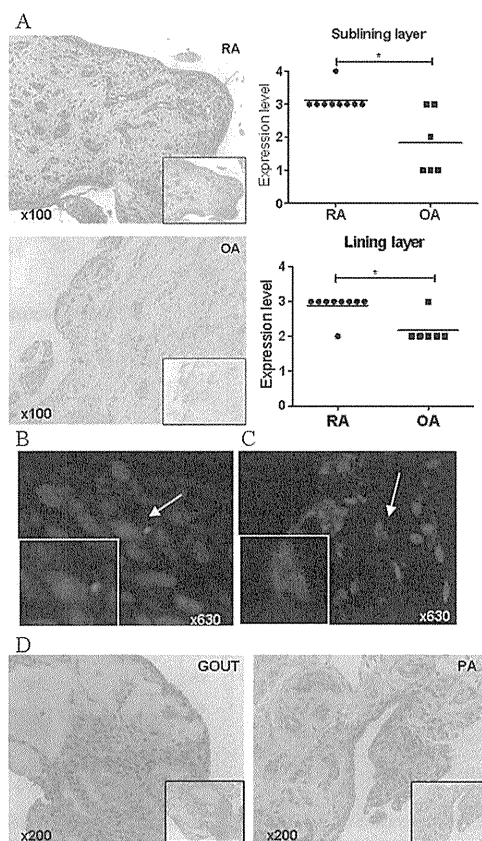 A
RA
x100
OA
x100
Sublining layer
*
Expression level
4
3
2
1
0
RA
OA
Lining layer
*
Expression level
4
3
2
1
0
RA
OA
B
x630
C
x630
D
GOUT
x200
PA
x200